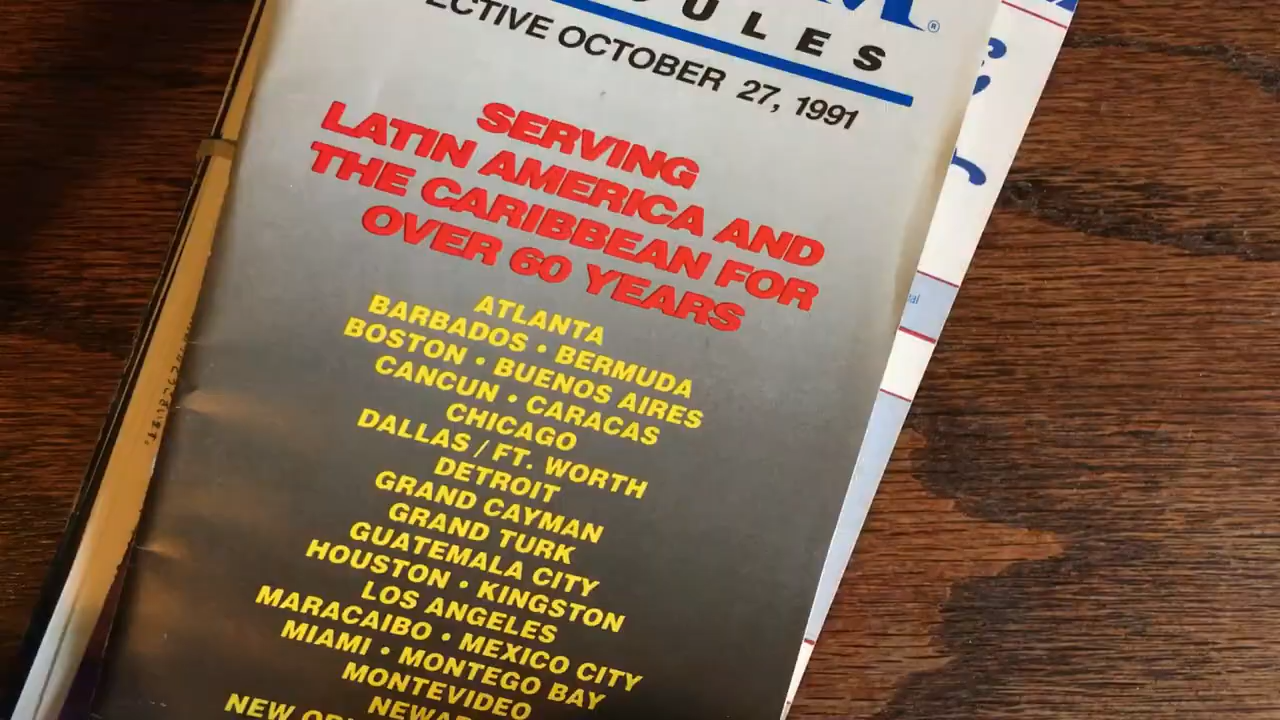 OCTOBER 27, 1991
SERVING
LATIN AMERICA AND
THE CARIBBEAN FOR
OVER 60 YEARS
ATLANTA
BARBADOS • BERMUDA
BOSTON • BUENOS AIRES
CANCUN • CARACAS
CHICAGO
DALLAS / FT. WORTH
DETROIT
GRAND CAYMAN
GRAND TURK
GUATEMALA CITY
HOUSTON • KINGSTON
LOS ANGELES
MARACAIBO • MEXICO CITY
MIAMI • MONTEGO BAY
MONTEVIDEO
NEW